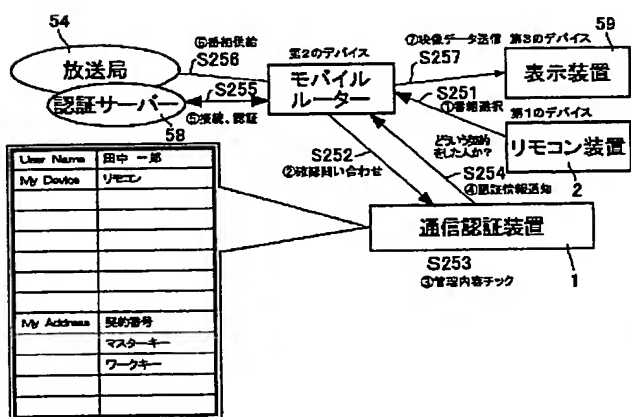 54
放送局
認証サーバー
58
⑥番組供給
S256
S255
⑤接続、認証
第2のデバイス
モバイル
ルーター
⑦映像データ送信
S257
第3のデバイス
59
表示装置
S251
①番組選択
第1のデバイス
リモコン装置
2
S252
②確認問い合わせ
どういう契約
をした人か?
S254
④認証情報通知
通信認証装置
1
S253
③管理内容チック
User Name 田中 一郎
My Device リモコン
My Address 契約番号
マスターキー
ワークキー